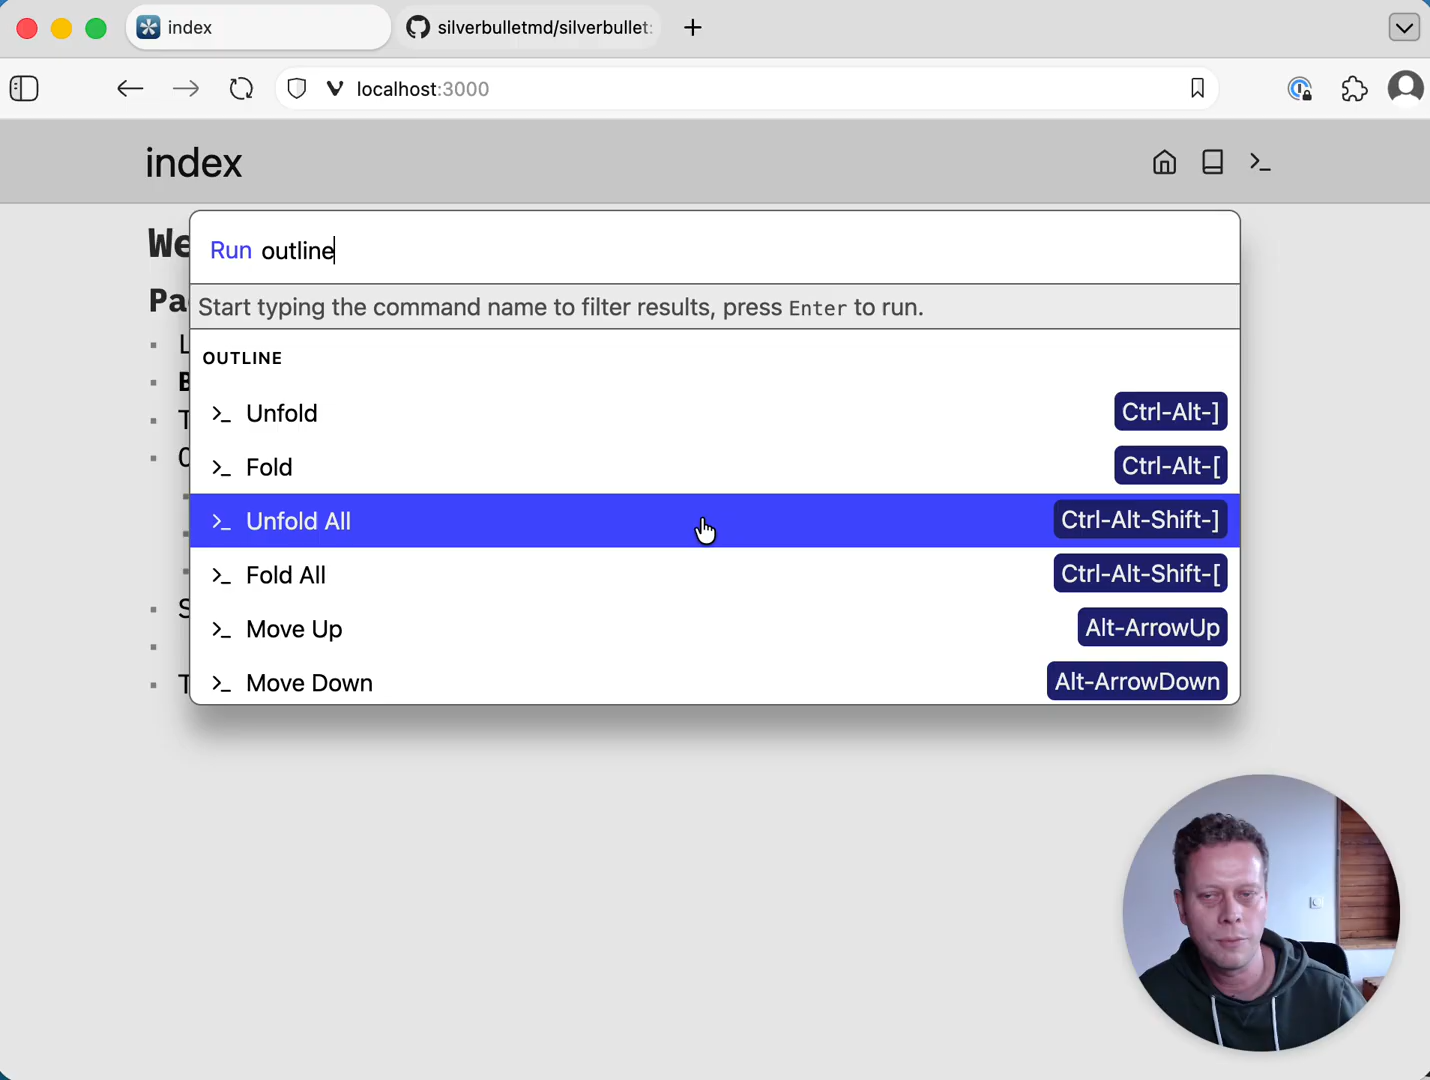 index
silverbulletmd/silverbullet:
localhost:3000
index
We
Run outline
Pa
Start typing the command name to filter results, press Enter to run.
L
OUTLINE
B
Unfold Ctrl-Alt-]
T
Fold Ctrl-Alt-[
Unfold All Ctrl-Alt-Shift-]
Fold All Ctrl-Alt-Shift-[
S
Move Up Alt-ArrowUp
T
Move Down Alt-ArrowDown